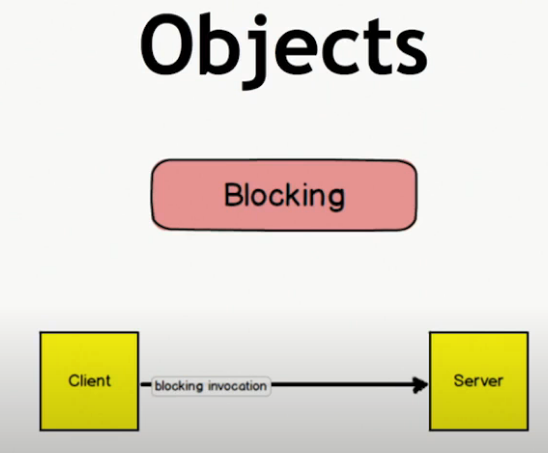 Objects
Blocking
Client
blocking invocation
Server